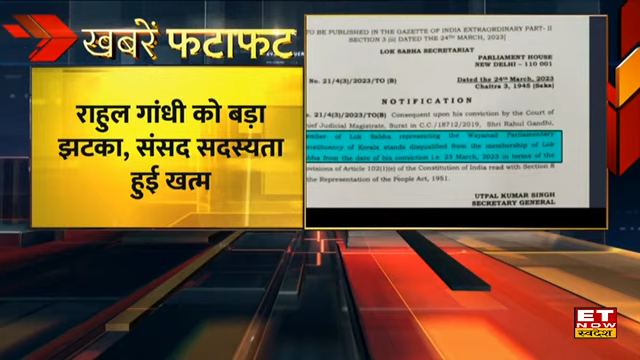 खबरें फटाफट
राहुल गांधी को बड़ा
झटका, संसद सदस्यता
हुई खत्म
TO BE PUBLISHED IN THE GAZETTE OF INDIA EXTRAORDINARY PART- II
SECTION 3 (ii) DATED THE 24TH MARCH, 2023]
LOK SABHA SECRETARIAT
PARLIAMENT HOUSE
NEW DELHI – 110 001
No. 21/4(3)/2023/TO (B)
Dated the 24th March, 2023
Chaitra 3, 1945 (Saka)
NOTIFICATION
21/4(3)/2023/TO(B) Consequent upon his conviction by the Court of
Judicial Magistrate, Surat in C.C./18712/2019, Shri Rahul Gandhi,
of Lok Sabha representing the Wayanad Parliamentary
of Kerala stands disqualified from the membership of Lok
from the date of his conviction i.e. 23 March, 2023 in terms of the
of Article 102(1)(e) of the Constitution of India read with Section 8
the Representation of the People Act, 1951.
UTPAL KUMAR SINGH
SECRETARY GENERAL
ET
NOW
स्वदेश